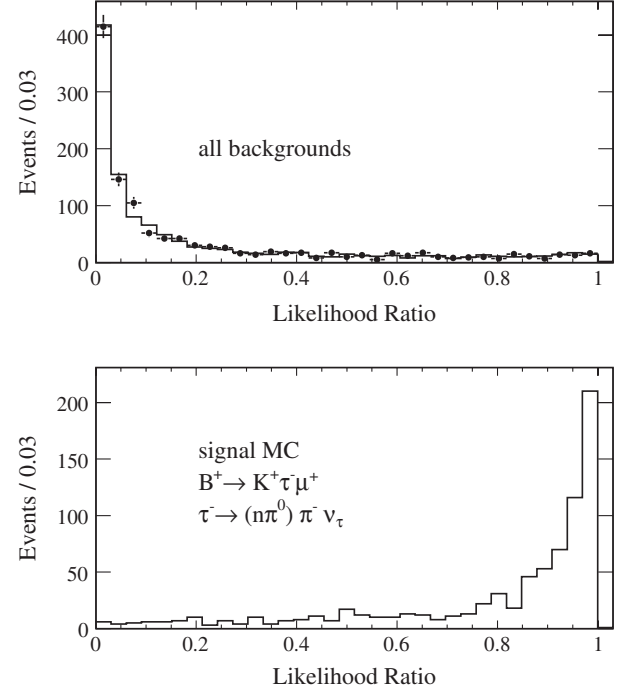 400
300
200
100
0
Events / 0.03
all backgrounds
0 0.2 0.4 0.6 0.8 1
Likelihood Ratio
200
150
100
50
0
Events / 0.03
signal MC
B⁺→ K⁺τ⁻μ⁺
τ⁻→ (nπ⁰) π⁻ ν_τ
0 0.2 0.4 0.6 0.8 1
Likelihood Ratio